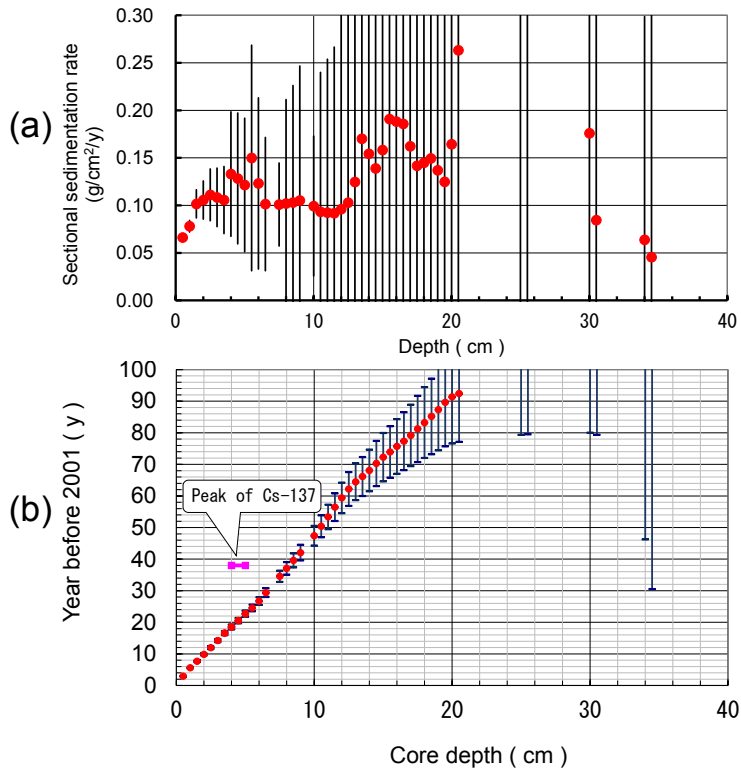 (a)
Sectional sedimentation rate
(g/cm²/y)
0.30
0.25
0.20
0.15
0.10
0.05
0.00
0 10 20 30 40
Depth ( cm )
(b)
Year before 2001 ( y )
100
90
80
70
60
50
40
30
20
10
0
Peak of Cs-137
0 10 20 30 40
Core depth ( cm )